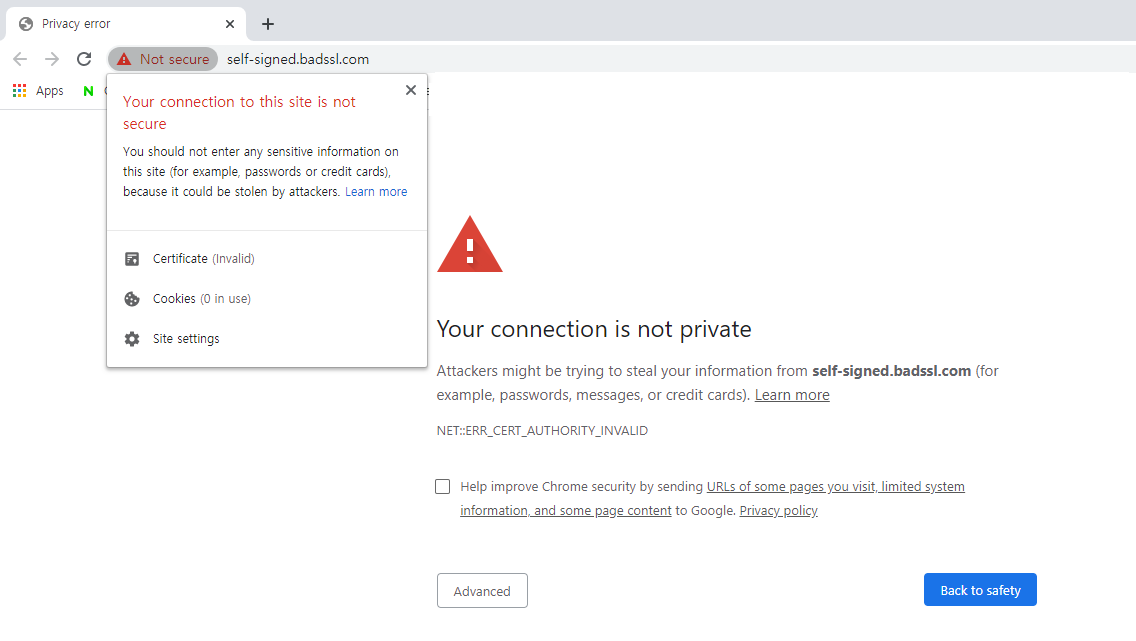 Privacy error
Not secure self-signed.badssl.com
Apps
Your connection to this site is not
secure
You should not enter any sensitive information on
this site (for example, passwords or credit cards),
because it could be stolen by attackers. Learn more
Certificate (Invalid)
Cookies (0 in use)
Site settings
Your connection is not private
Attackers might be trying to steal your information from self-signed.badssl.com (for
example, passwords, messages, or credit cards). Learn more
NET::ERR_CERT_AUTHORITY_INVALID
Help improve Chrome security by sending URLs of some pages you visit, limited system
information, and some page content to Google. Privacy policy
Advanced
Back to safety